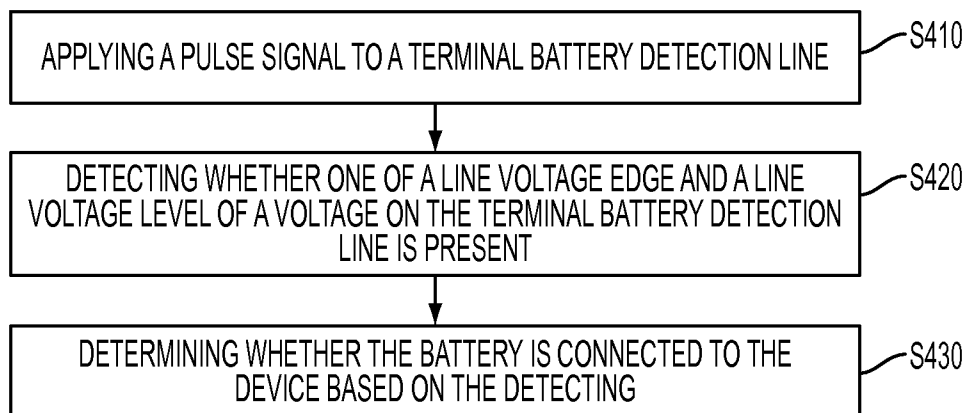 APPLYING A PULSE SIGNAL TO A TERMINAL BATTERY DETECTION LINE
S410
DETECTING WHETHER ONE OF A LINE VOLTAGE EDGE AND A LINE
VOLTAGE LEVEL OF A VOLTAGE ON THE TERMINAL BATTERY DETECTION
LINE IS PRESENT
S420
DETERMINING WHETHER THE BATTERY IS CONNECTED TO THE
DEVICE BASED ON THE DETECTING
S430